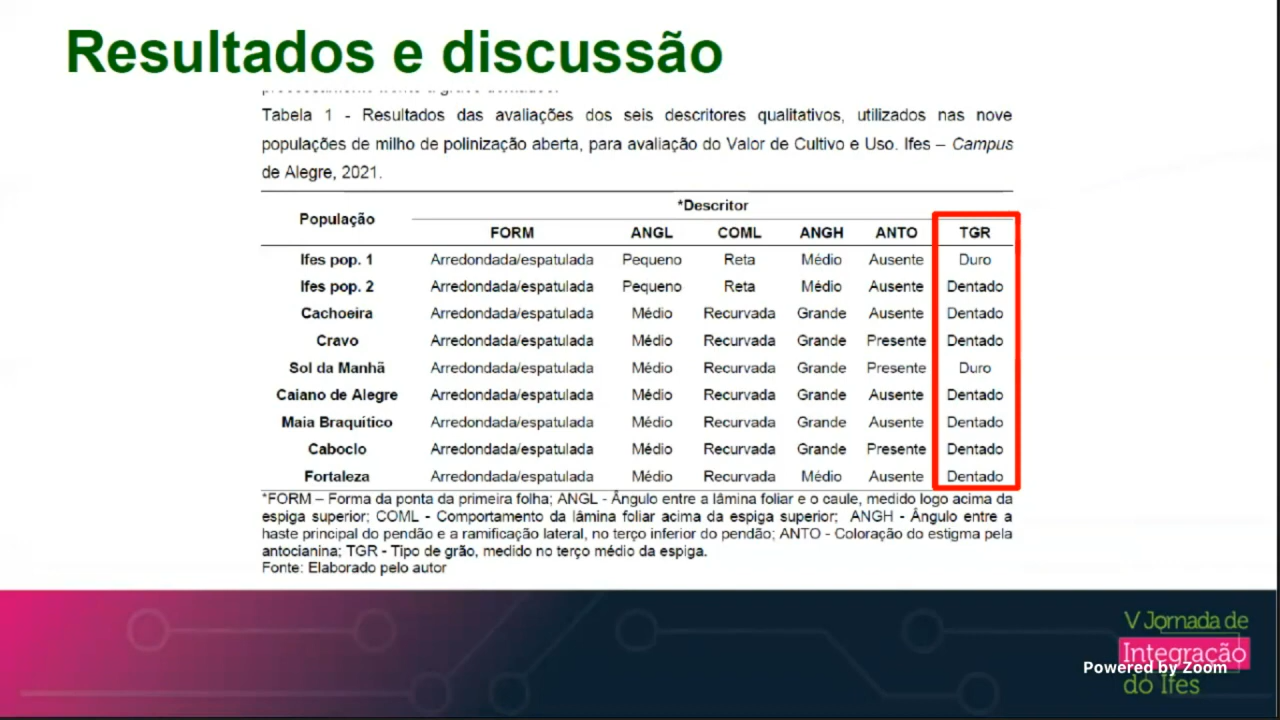 Resultados e discussão
Tabela 1 - Resultados das avaliações dos seis descritores qualitativos, utilizados nas nove
populações de milho de polinização aberta, para avaliação do Valor de Cultivo e Uso. Ifes – Campus
de Alegre, 2021.
População *Descritor
FORM ANGL COML ANGH ANTO TGR
Ifes pop. 1 Arredondada/espatulada Pequeno Reta Médio Ausente Duro
Ifes pop. 2 Arredondada/espatulada Pequeno Reta Médio Ausente Dentado
Cachoeira Arredondada/espatulada Médio Recurvada Grande Ausente Dentado
Cravo Arredondada/espatulada Médio Recurvada Grande Presente Dentado
Sol da Manhã Arredondada/espatulada Médio Recurvada Grande Presente Duro
Caiano de Alegre Arredondada/espatulada Médio Recurvada Grande Ausente Dentado
Maia Braquítico Arredondada/espatulada Médio Recurvada Grande Ausente Dentado
Caboclo Arredondada/espatulada Médio Recurvada Grande Presente Dentado
Fortaleza Arredondada/espatulada Médio Recurvada Médio Ausente Dentado
*FORM – Forma da ponta da primeira folha; ANGL - Ângulo entre a lâmina foliar e o caule, medido logo acima da
espiga superior; COML - Comportamento da lâmina foliar acima da espiga superior; ANGH - Ângulo entre a
haste principal do pendão e a ramificação lateral, no terço inferior do pendão; ANTO - Coloração do estigma pela
antocianina; TGR - Tipo de grão, medido no terço médio da espiga.
Fonte: Elaborado pelo autor
V Jornada de
Integração
do Ifes
Powered by Zoom